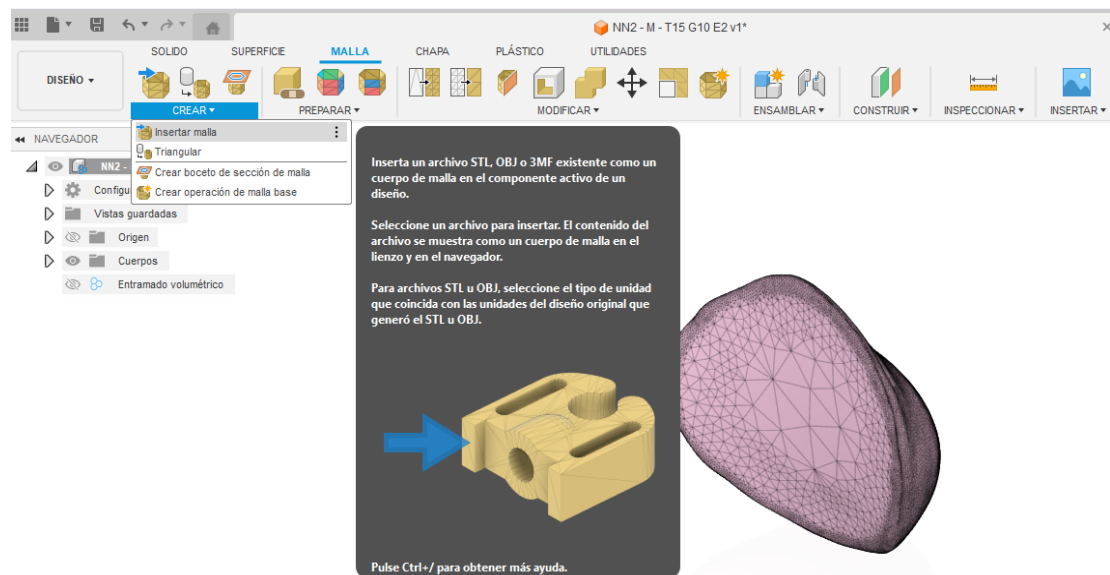 NN2 - M - T15 G10 E2 v1*
SOLIDO SUPERFICIE MALLA CHAPA PLÁSTICO UTILIDADES
DISEÑO
CREAR PREPARAR MODIFICAR ENSAMBLAR CONSTRUIR INSPECCIONAR INSERTAR
NAVEGADOR
Insertar malla
Triangular
Crear boceto de sección de malla
Crear operación de malla base
NN2 -
Configu
Vistas guardadas
Origen
Cuerpos
Entramado volumétrico
Inserta un archivo STL, OBJ o 3MF existente como un
cuerpo de malla en el componente activo de un
diseño.
Seleccione un archivo para insertar. El contenido del
archivo se muestra como un cuerpo de malla en el
lienzo y en el navegador.
Para archivos STL u OBJ, seleccione el tipo de unidad
que coincida con las unidades del diseño original que
generó el STL u OBJ.
Pulse Ctrl+/ para obtener más ayuda.